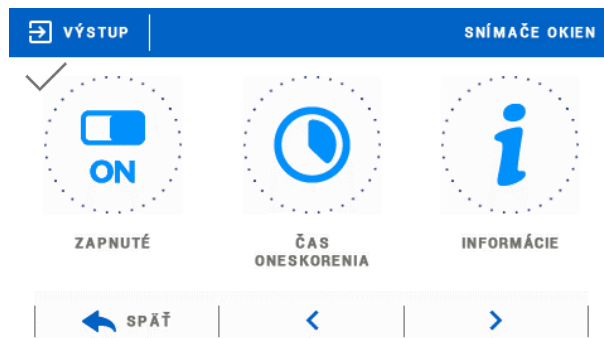 VÝSTUP
SNÍMAČE OKIEN
ON
ZAPNUTÉ
ČAS
ONESKORENIA
INFORMÁCIE
SPÄŤ